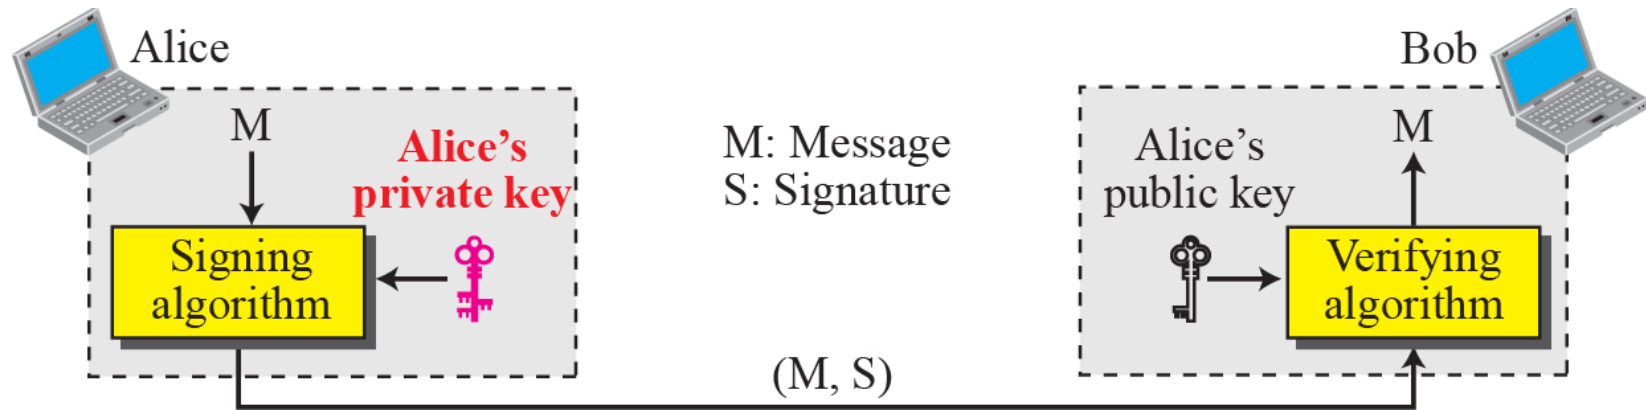 Alice
M
Alice's
private key
Signing
algorithm
M: Message
S: Signature
(M, S)
Bob
M
Alice's
public key
Verifying
algorithm